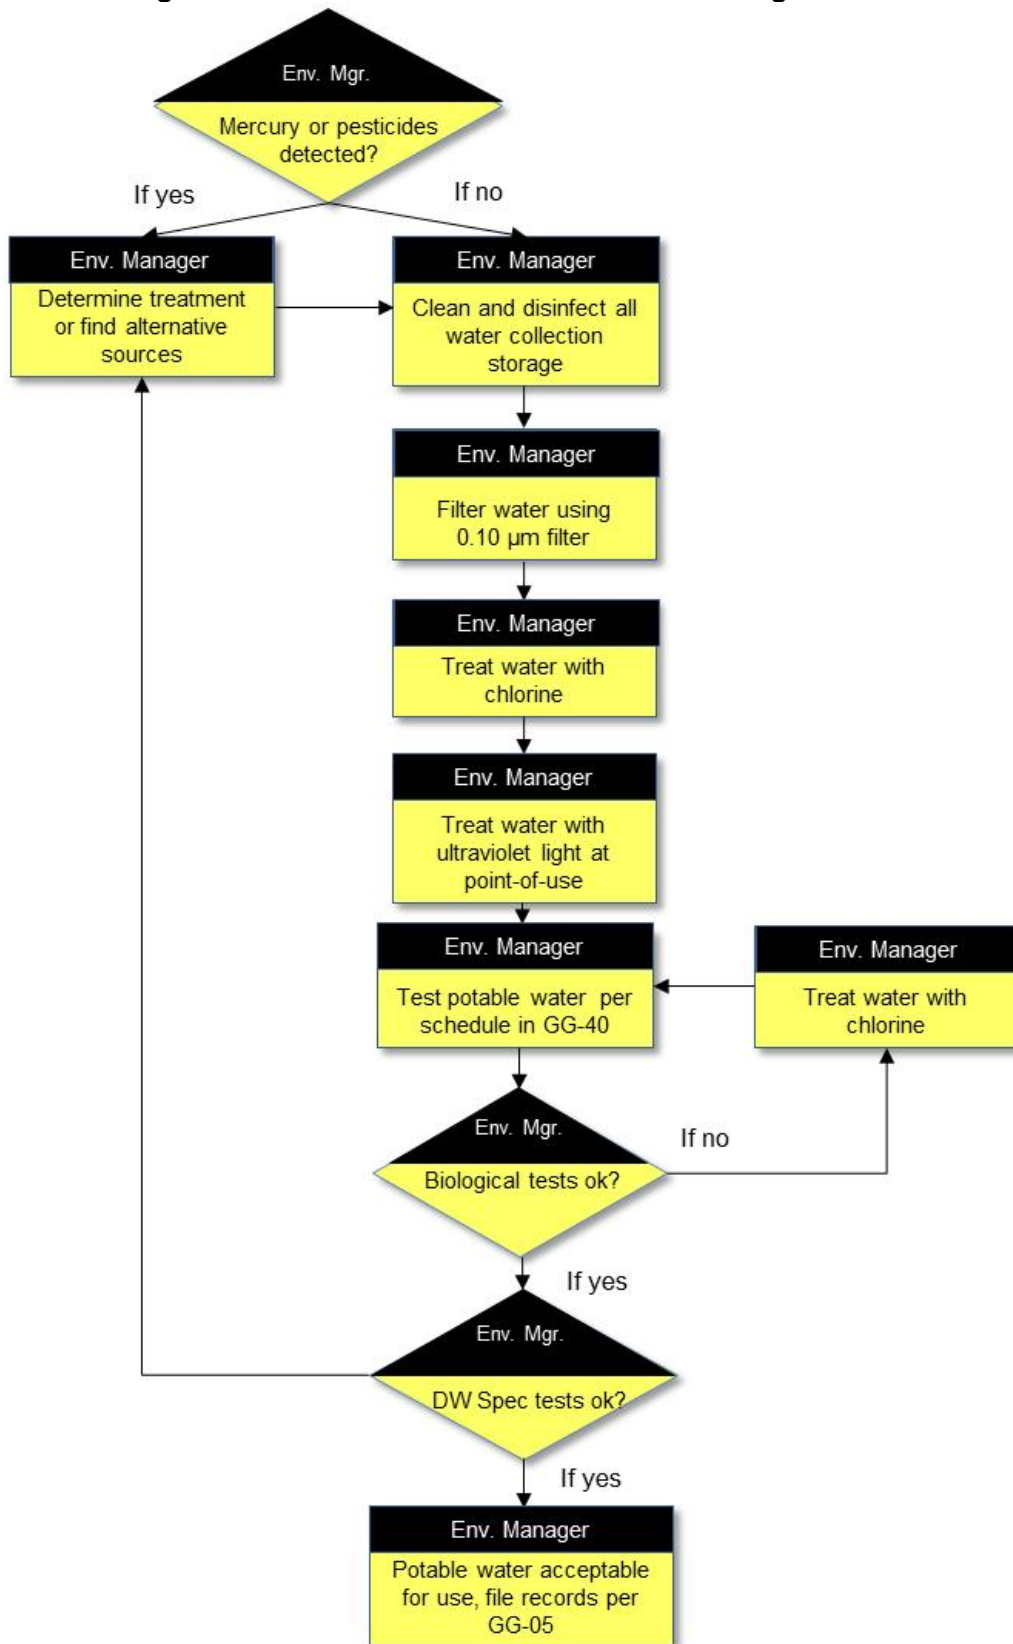 Env. Mgr.
Mercury or pesticides
detected?
If yes
If no
Env. Manager
Determine treatment
or find alternative
sources
Env. Manager
Clean and disinfect all
water collection
storage
Env. Manager
Filter water using
0.10 µm filter
Env. Manager
Treat water with
chlorine
Env. Manager
Treat water with
ultraviolet light at
point-of-use
Env. Manager
Test potable water per
schedule in GG-40
Env. Manager
Treat water with
chlorine
Env. Mgr.
Biological tests ok?
If no
If yes
Env. Mgr.
DW Spec tests ok?
If yes
Env. Manager
Potable water acceptable
for use, file records per
GG-05